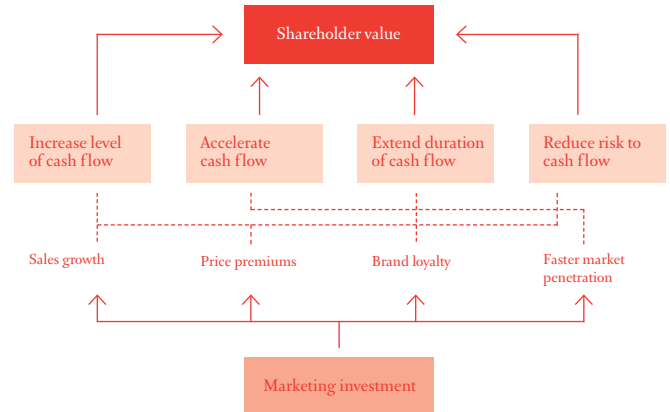 Shareholder value
Increase level
of cash flow
Accelerate
cash flow
Extend duration
of cash flow
Reduce risk to
cash flow
Sales growth
Price premiums
Brand loyalty
Faster market
penetration
Marketing investment